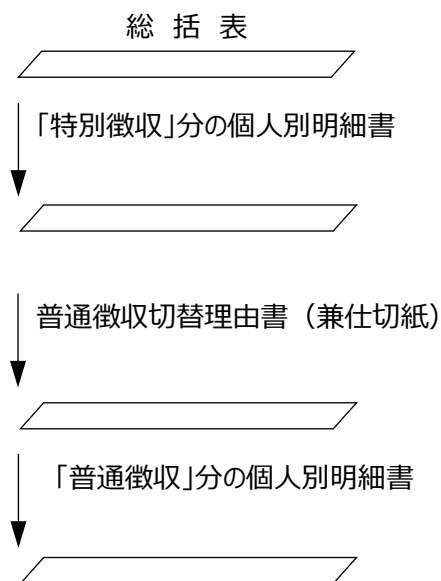 総 括 表
「特別徴収」分の個人別明細書
普通徴収切替理由書（兼仕切紙）
「普通徴収」分の個人別明細書